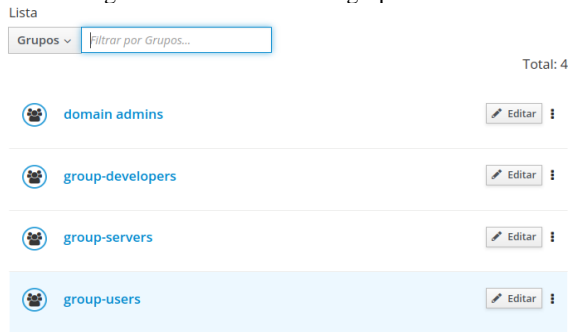 Lista
Grupos
Filtrar por Grupos...
Total: 4
domain admins
Editar
group-developers
Editar
group-servers
Editar
group-users
Editar